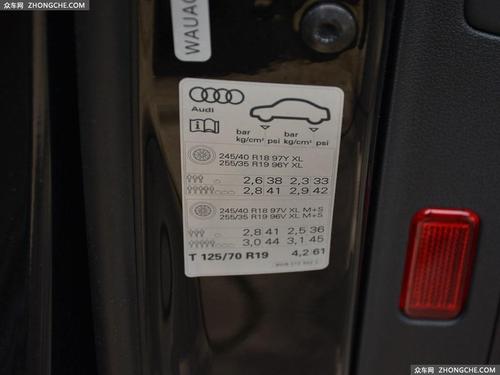 众车网 ZHONGCHE.COM
WAUAG
Audi
bar bar
kg/cm² psi kg/cm² psi
245/40 R18 97Y XL
255/35 R19 96Y XL
2,6 38 2,3 33
2,8 41 2,9 42
245/40 R18 97V XL M+S
255/35 R19 96V XL M+S
2,8 41 2,5 36
3,0 44 3,1 45
T 125/70 R19 4,2 61
众车网 ZHONGCHE.COM